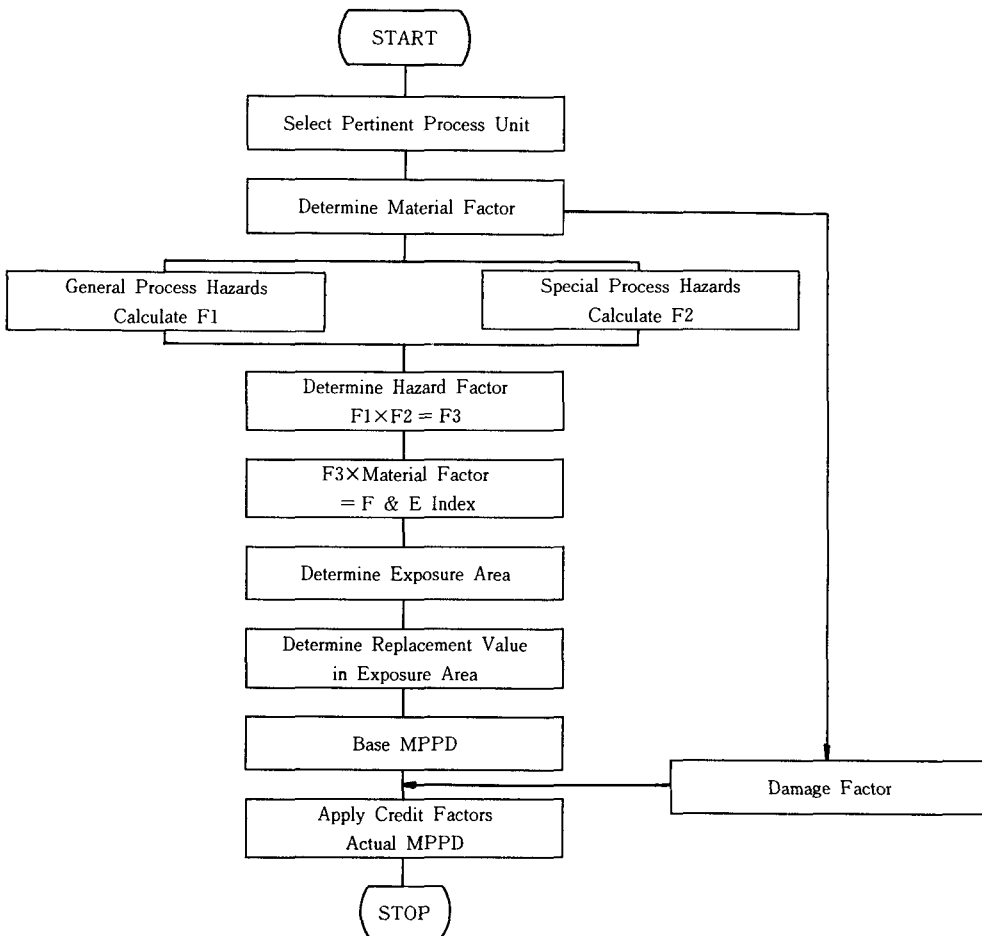 START
Select Pertinent Process Unit
Determine Material Factor
General Process Hazards
Calculate F1
Special Process Hazards
Calculate F2
Determine Hazard Factor
F1×F2 = F3
F3×Material Factor
= F & E Index
Determine Exposure Area
Determine Replacement Value
in Exposure Area
Base MPPD
Damage Factor
Apply Credit Factors
Actual MPPD
STOP